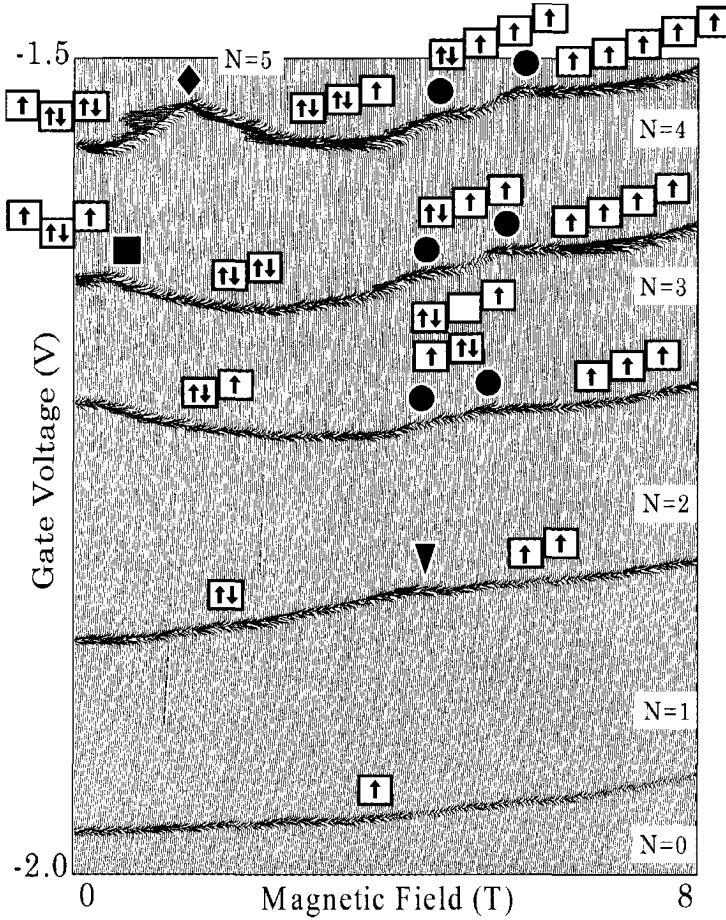 -1.5
N=5
N=4
N=3
N=2
N=1
N=0
Gate Voltage (V)
-2.0
0
Magnetic Field (T)
8